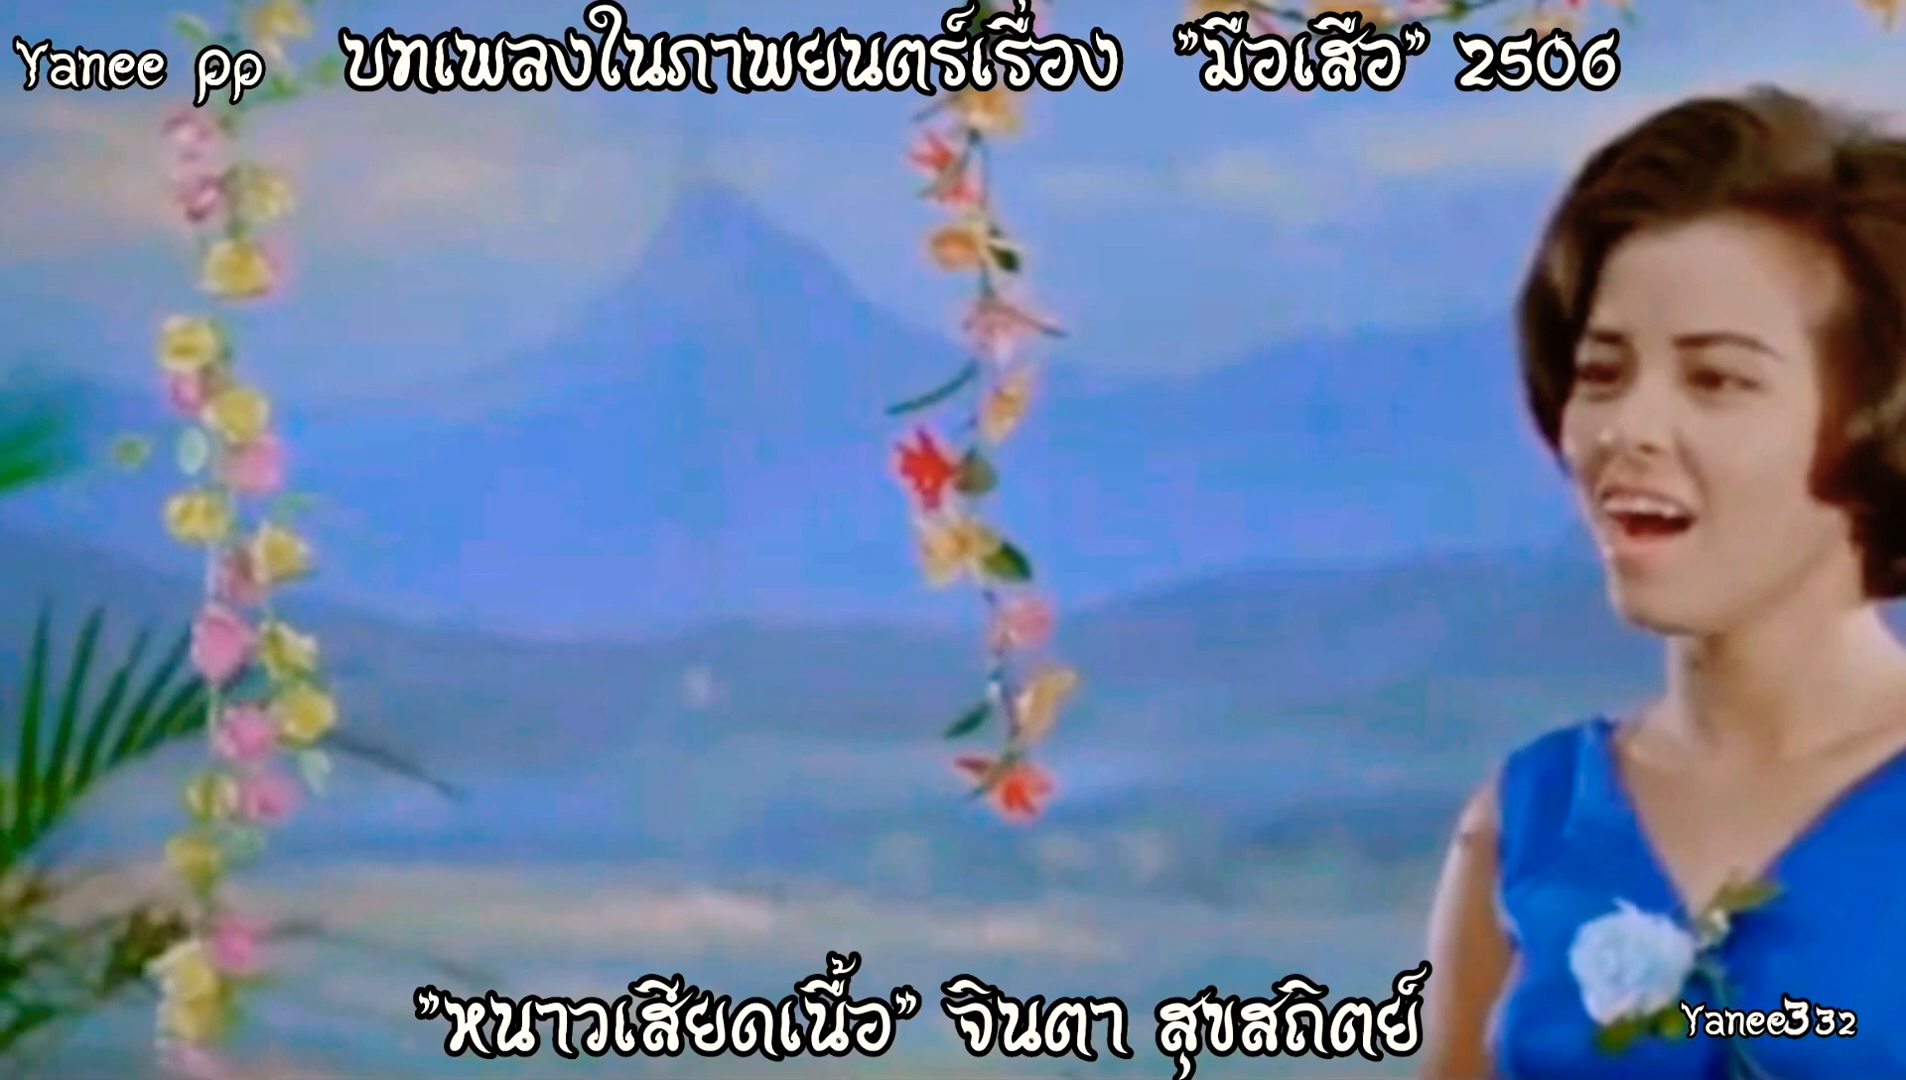 Yanee pp บทเพลงในภาพยนตร์เรื่อง "มือเสือ" 2506
"หนาวเสียดเนื้อ" จินตา สุขสถิตย์
Yanee332